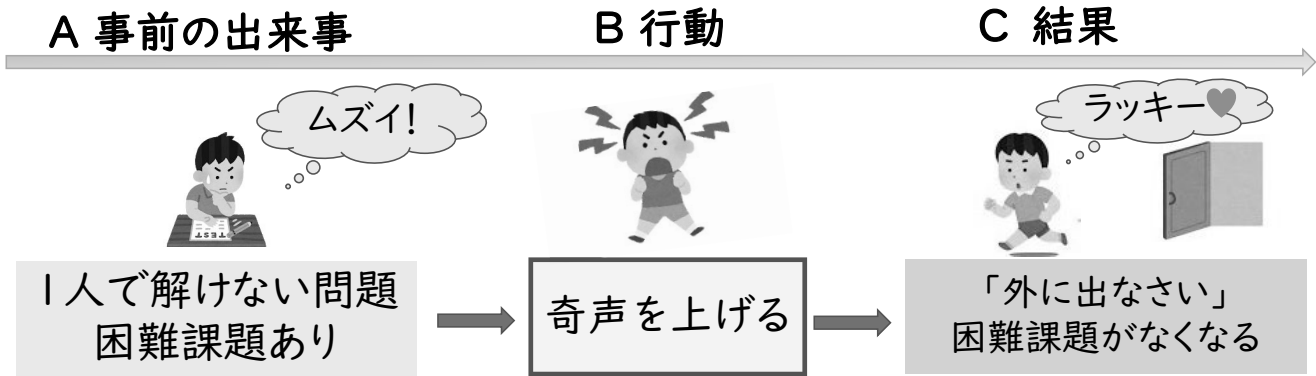 A 事前の出来事
B 行動
C 結果
ムズイ!
ラッキー♥
TEST
1人で解けない問題
困難課題あり
奇声を上げる
「外に出なさい」
困難課題がなくなる